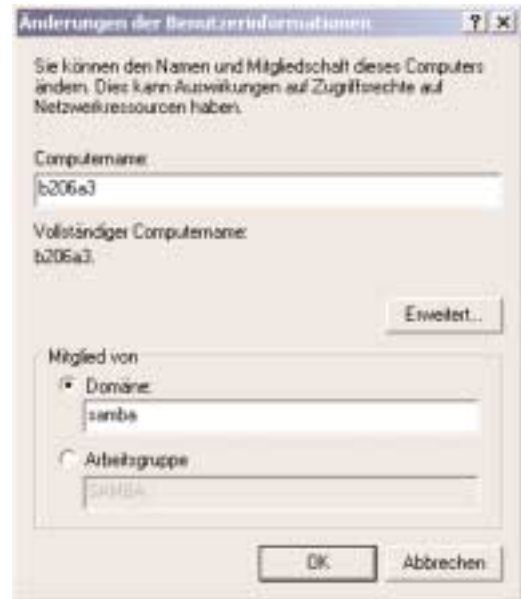 Änderungen der Benutzerinformationen
Sie können den Namen und Mitgliedschaft dieses Computers
ändern. Dies kann Auswirkungen auf Zugriffsrechte auf
Netzwerkressourcen haben.
Computername:
b206a3
Vollständiger Computername:
b206a3.
Erweitert...
Mitglied von
Domäne:
samba
Arbeitsgruppe
SAMBA
OK
Abbrechen